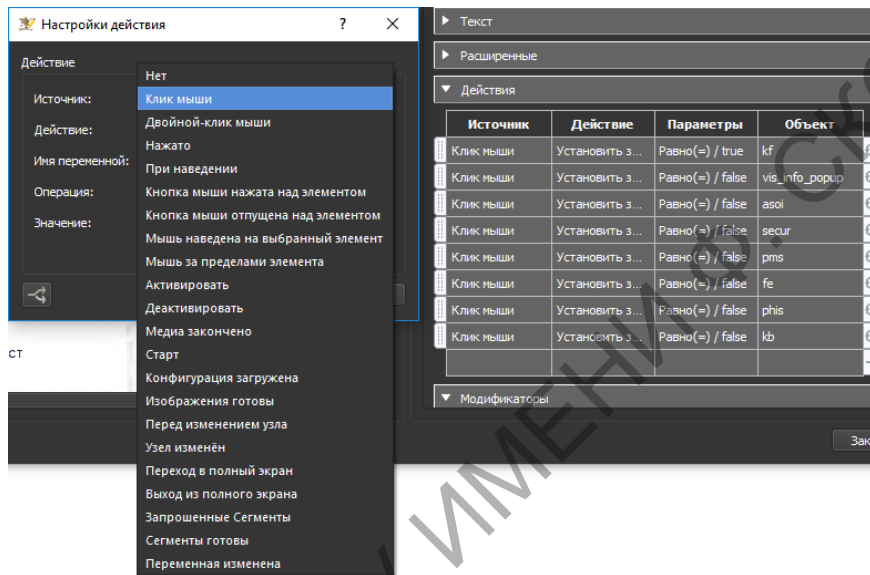 Настройки действия
?
Действие
Источник:
Действие:
Имя переменной:
Операция:
Значение:
Нет
Клик мыши
Двойной-клик мыши
Нажато
При наведении
Кнопка мыши нажата над элементом
Кнопка мыши отпущена над элементом
Мышь наведена на выбранный элемент
Мышь за пределами элемента
Активировать
Деактивировать
Медиа закончено
Старт
Конфигурация загружена
Изображения готовы
Перед изменением узла
Узел изменён
Переход в полный экран
Выход из полного экрана
Запрошенные Сегменты
Сегменты готовы
Переменная изменена
ст
Текст
Расширенные
Действия
Источник Действие Параметры Объект
Клик мыши Установить з... Равно(=) / true kf
Клик мыши Установить з... Равно(=) / false vis_info_popup
Клик мыши Установить з... Равно(=) / false asoi
Клик мыши Установить з... Равно(=) / false secur
Клик мыши Установить з... Равно(=) / false pms
Клик мыши Установить з... Равно(=) / false fe
Клик мыши Установить з... Равно(=) / false phis
Клик мыши Установить з... Равно(=) / false kb
Модификаторы
Зак
ИМЕНИ Ф. СКО